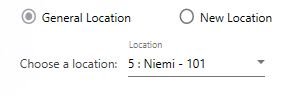 General Location New Location
Location
Choose a location: 5 : Niemi - 101